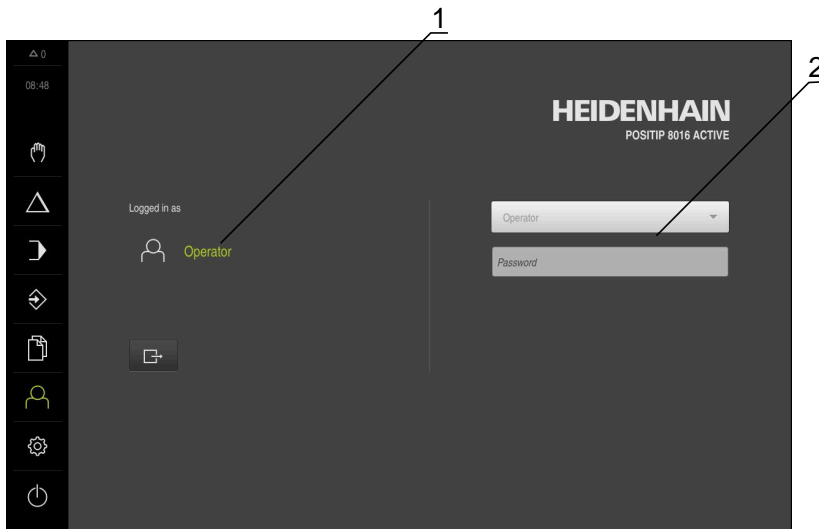 1
2
△ 0
08:48
HEIDENHAIN
POSITIP 8016 ACTIVE
Logged in as
Operator
Operator
Password